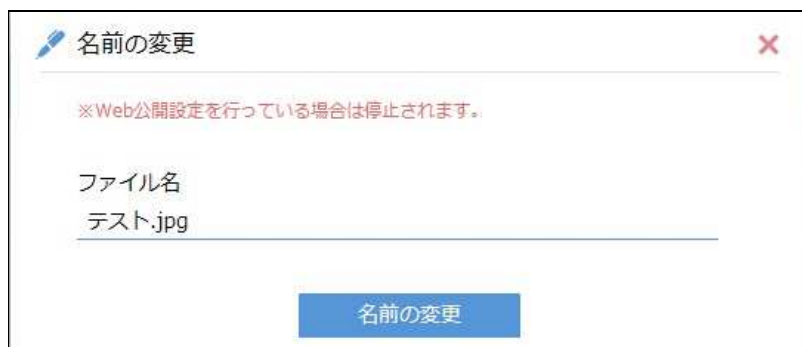 名前の変更
※Web公開設定を行っている場合は停止されます。
ファイル名
テスト.jpg
名前の変更